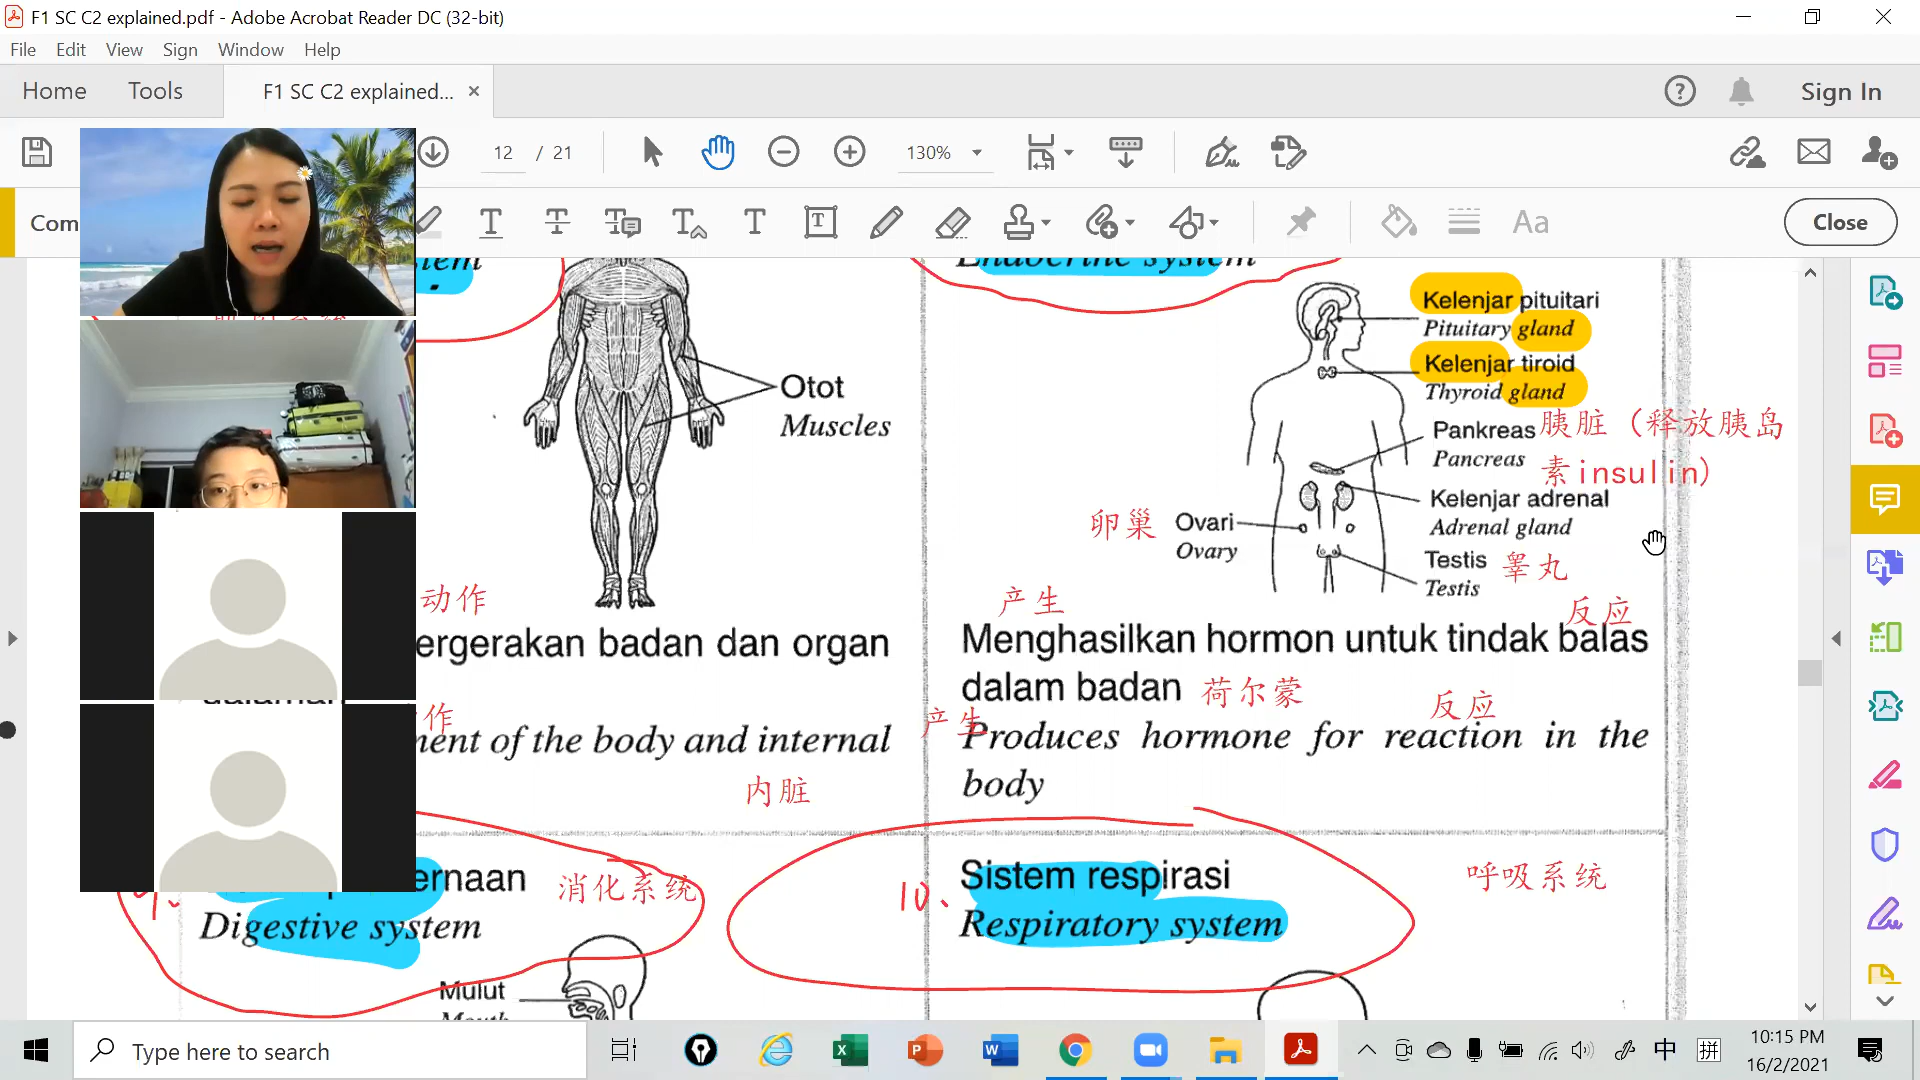 F1 SC C2 explained.pdf - Adobe Acrobat Reader DC (32-bit)
File Edit View Sign Window Help
Home Tools F1 SC C2 explained... × Sign In
12 / 21 130%
Com Close
Endocrine system
Kelenjar pituitari
Pituitary gland
Kelenjar tiroid
Thyroid gland
Otot
Muscles
Pankreas 胰脏（释放胰岛
Pancreas 素insulin)
Kelenjar adrenal
Adrenal gland
卵巢 Ovari
Ovary
Testis 睾丸
Testis
动作
ergerakan badan dan organ
作
ment of the body and internal
内脏
产生 反应
Menghasilkan hormon untuk tindak balas
dalam badan 荷尔蒙 反应
产生
Produces hormone for reaction in the
body
ernaan 消化系统
9、
Digestive system
Mulut
Mouth
10、 Sistem respirasi 呼吸系统
Respiratory system
Type here to search
中 拼
10:15 PM
16/2/2021